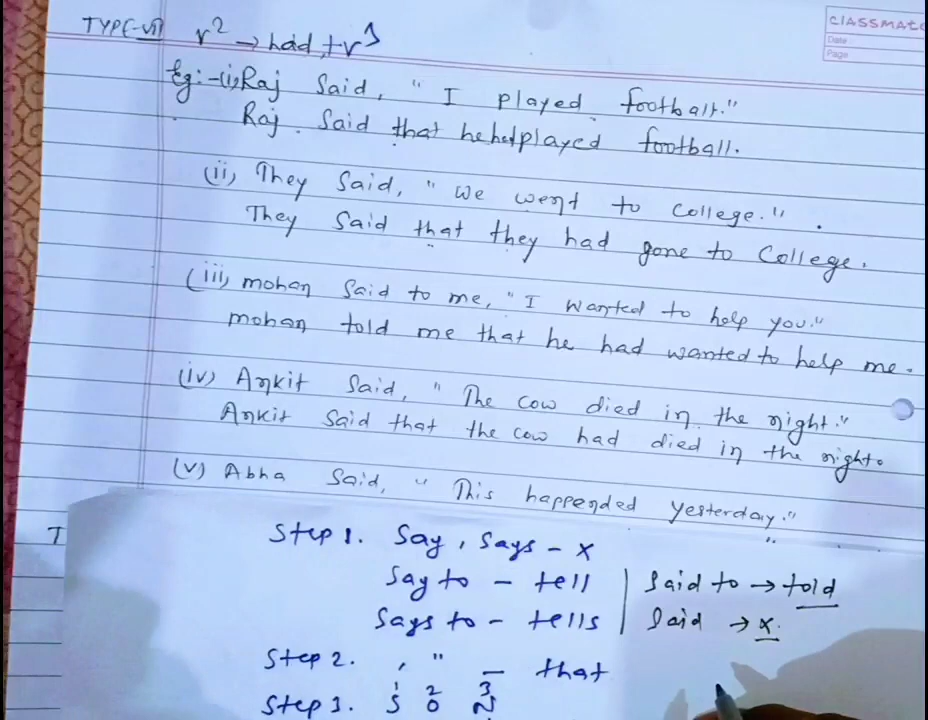 TYPE-VII v² → had + v³
CLASSMATE
Date
Page
Eg:-(i) Raj Said, "I played football."
Raj Said that he had played football.
(ii) They Said, "We went to College."
They Said that they had gone to College.
(iii) mohan Said to me, "I wanted to help you."
mohan told me that he had wanted to help me.
(iv) Ankit Said, "The cow died in the night."
Ankit Said that the cow had died in the night.
(v) Abha Said, "This happended yesterday."
T
Step 1. Say, Says - x
Say to - tell | Said to → told
Says to - tells | Said → x.
Step 2. , " - that
1 2 3
Step 3. S O N